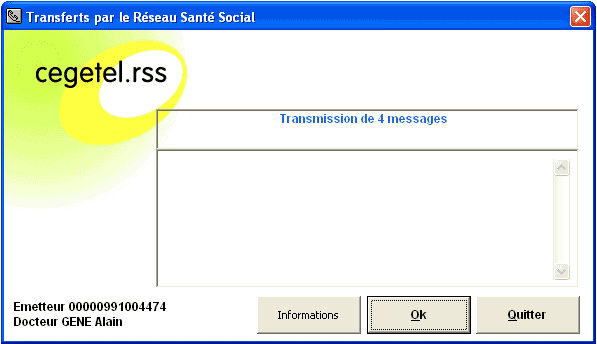 Transferts par le Réseau Santé Social
cegetel.rss
Transmission de 4 messages
Emetteur 00000991004474
Docteur GENE Alain
Informations
Ok
Quitter